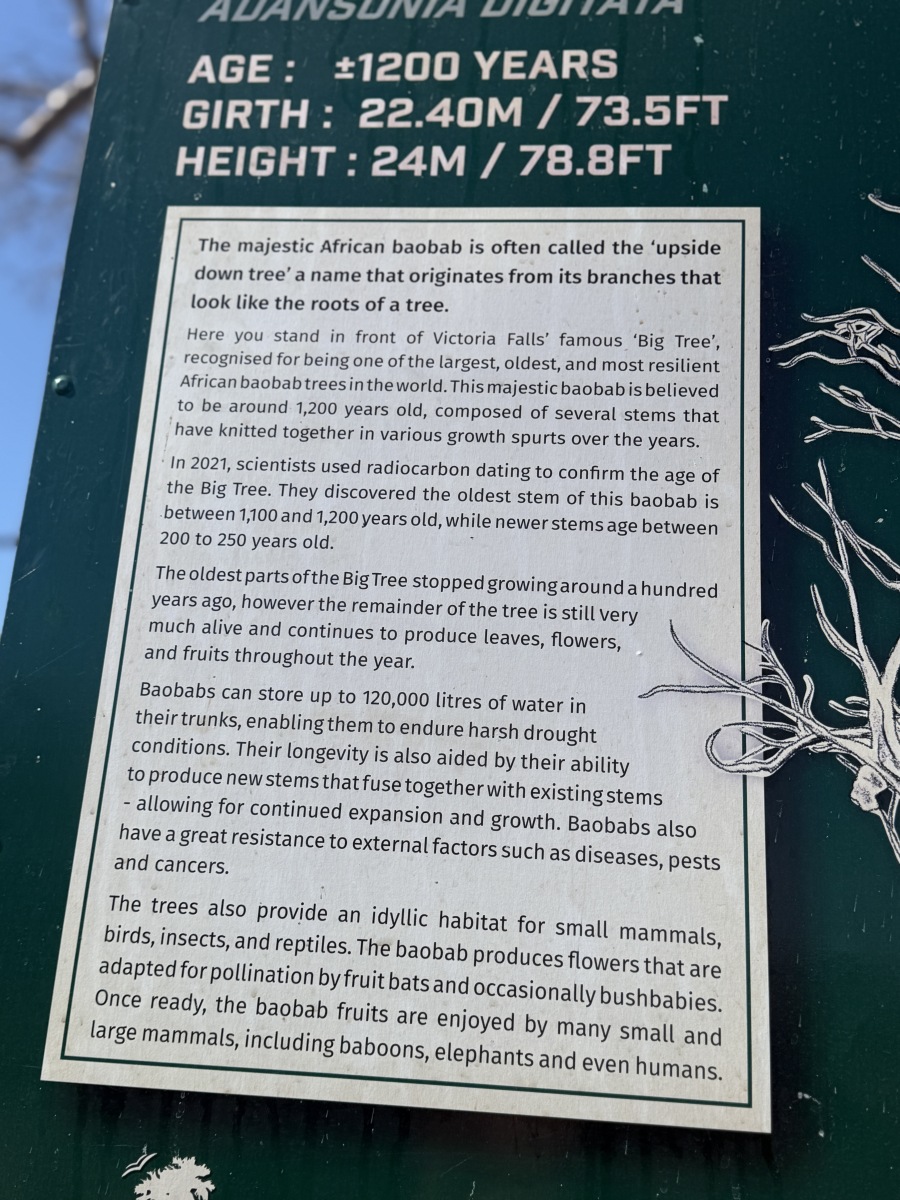 ADANSONIA DIGITATA
AGE : ±1200 YEARS
GIRTH : 22.40M / 73.5FT
HEIGHT : 24M / 78.8FT
The majestic African baobab is often called the ‘upside
down tree’ a name that originates from its branches that
look like the roots of a tree.
Here you stand in front of Victoria Falls’ famous ‘Big Tree’,
recognised for being one of the largest, oldest, and most resilient
African baobab trees in the world. This majestic baobab is believed
to be around 1,200 years old, composed of several stems that
have knitted together in various growth spurts over the years.
In 2021, scientists used radiocarbon dating to confirm the age of
the Big Tree. They discovered the oldest stem of this baobab is
between 1,100 and 1,200 years old, while newer stems age between
200 to 250 years old.
The oldest parts of the Big Tree stopped growing around a hundred
years ago, however the remainder of the tree is still very
much alive and continues to produce leaves, flowers,
and fruits throughout the year.
Baobabs can store up to 120,000 litres of water in
their trunks, enabling them to endure harsh drought
conditions. Their longevity is also aided by their ability
to produce new stems that fuse together with existing stems
- allowing for continued expansion and growth. Baobabs also
have a great resistance to external factors such as diseases, pests
and cancers.
The trees also provide an idyllic habitat for small mammals,
birds, insects, and reptiles. The baobab produces flowers that are
adapted for pollination by fruit bats and occasionally bushbabies.
Once ready, the baobab fruits are enjoyed by many small and
large mammals, including baboons, elephants and even humans.